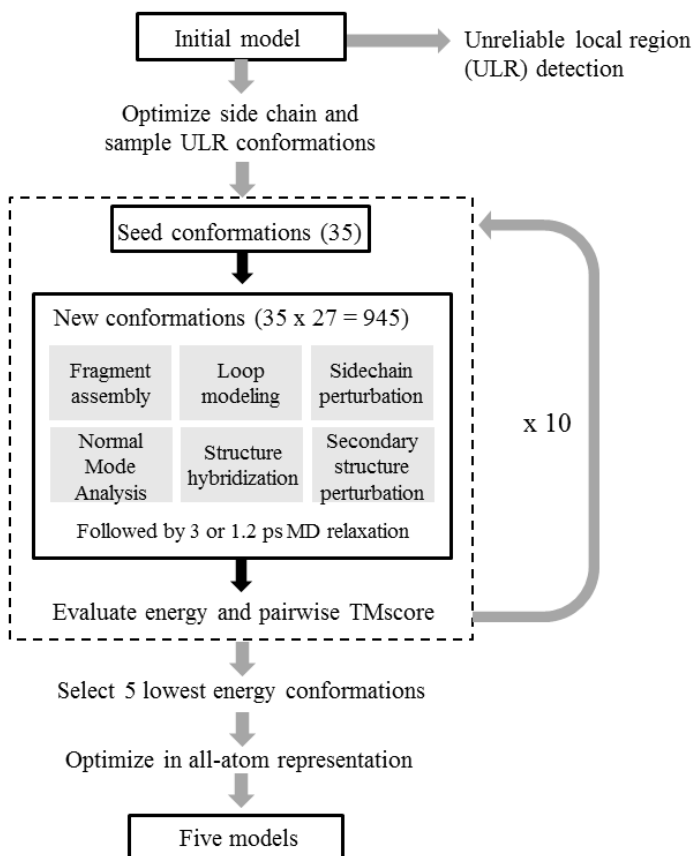 Initial model
Unreliable local region
(ULR) detection
Optimize side chain and
sample ULR conformations
Seed conformations (35)
New conformations (35 x 27 = 945)
Fragment
assembly
Loop
modeling
Sidechain
perturbation
Normal
Mode
Analysis
Structure
hybridization
Secondary
structure
perturbation
Followed by 3 or 1.2 ps MD relaxation
x 10
Evaluate energy and pairwise TMscore
Select 5 lowest energy conformations
Optimize in all-atom representation
Five models